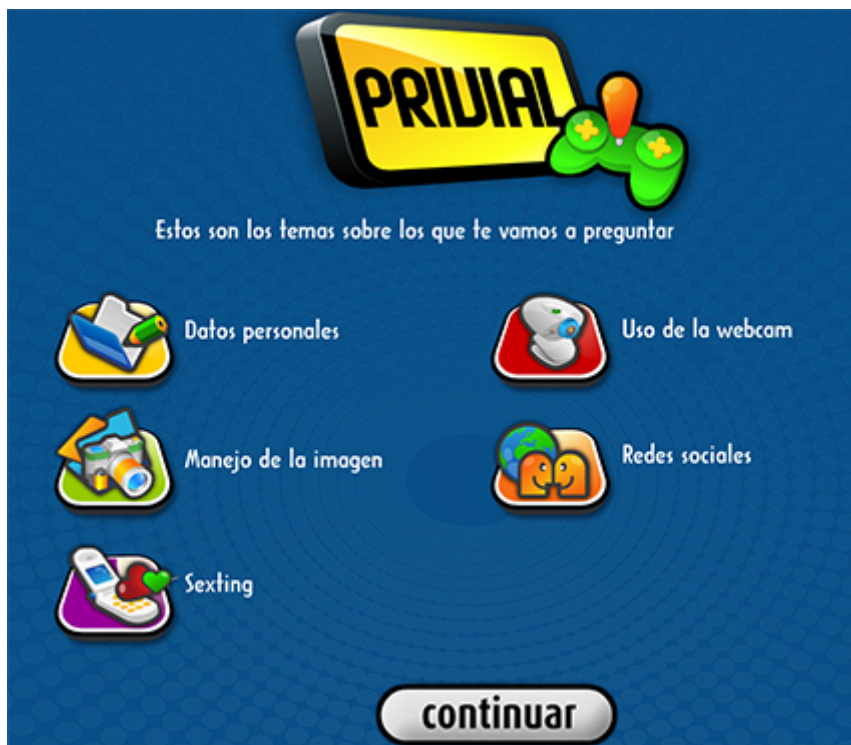 PRIVIAL
Estos son los temas sobre los que te vamos a preguntar
Datos personales
Uso de la webcam
Manejo de la imagen
Redes sociales
Sexting
continuar